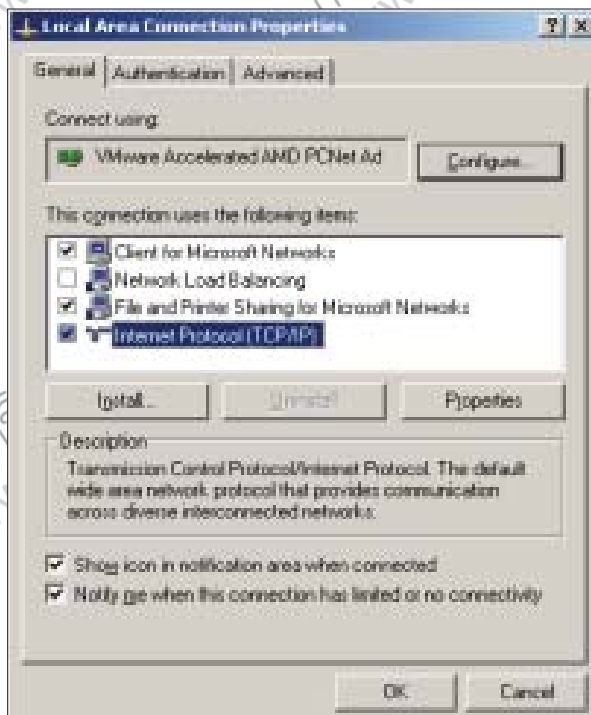 Local Area Connection Properties
General
Authentication
Advanced
Connect using:
VMware Accelerated AMD PCNet Ad
Configure...
This connection uses the following items:
Client for Microsoft Networks
Network Load Balancing
File and Printer Sharing for Microsoft Networks
Internet Protocol (TCP/IP)
Install...
Uninstall
Properties
Description
Transmission Control Protocol/Internet Protocol. The default
wide area network protocol that provides communication
across diverse interconnected networks.
Show icon in notification area when connected
Notify me when this connection has limited or no connectivity
OK
Cancel